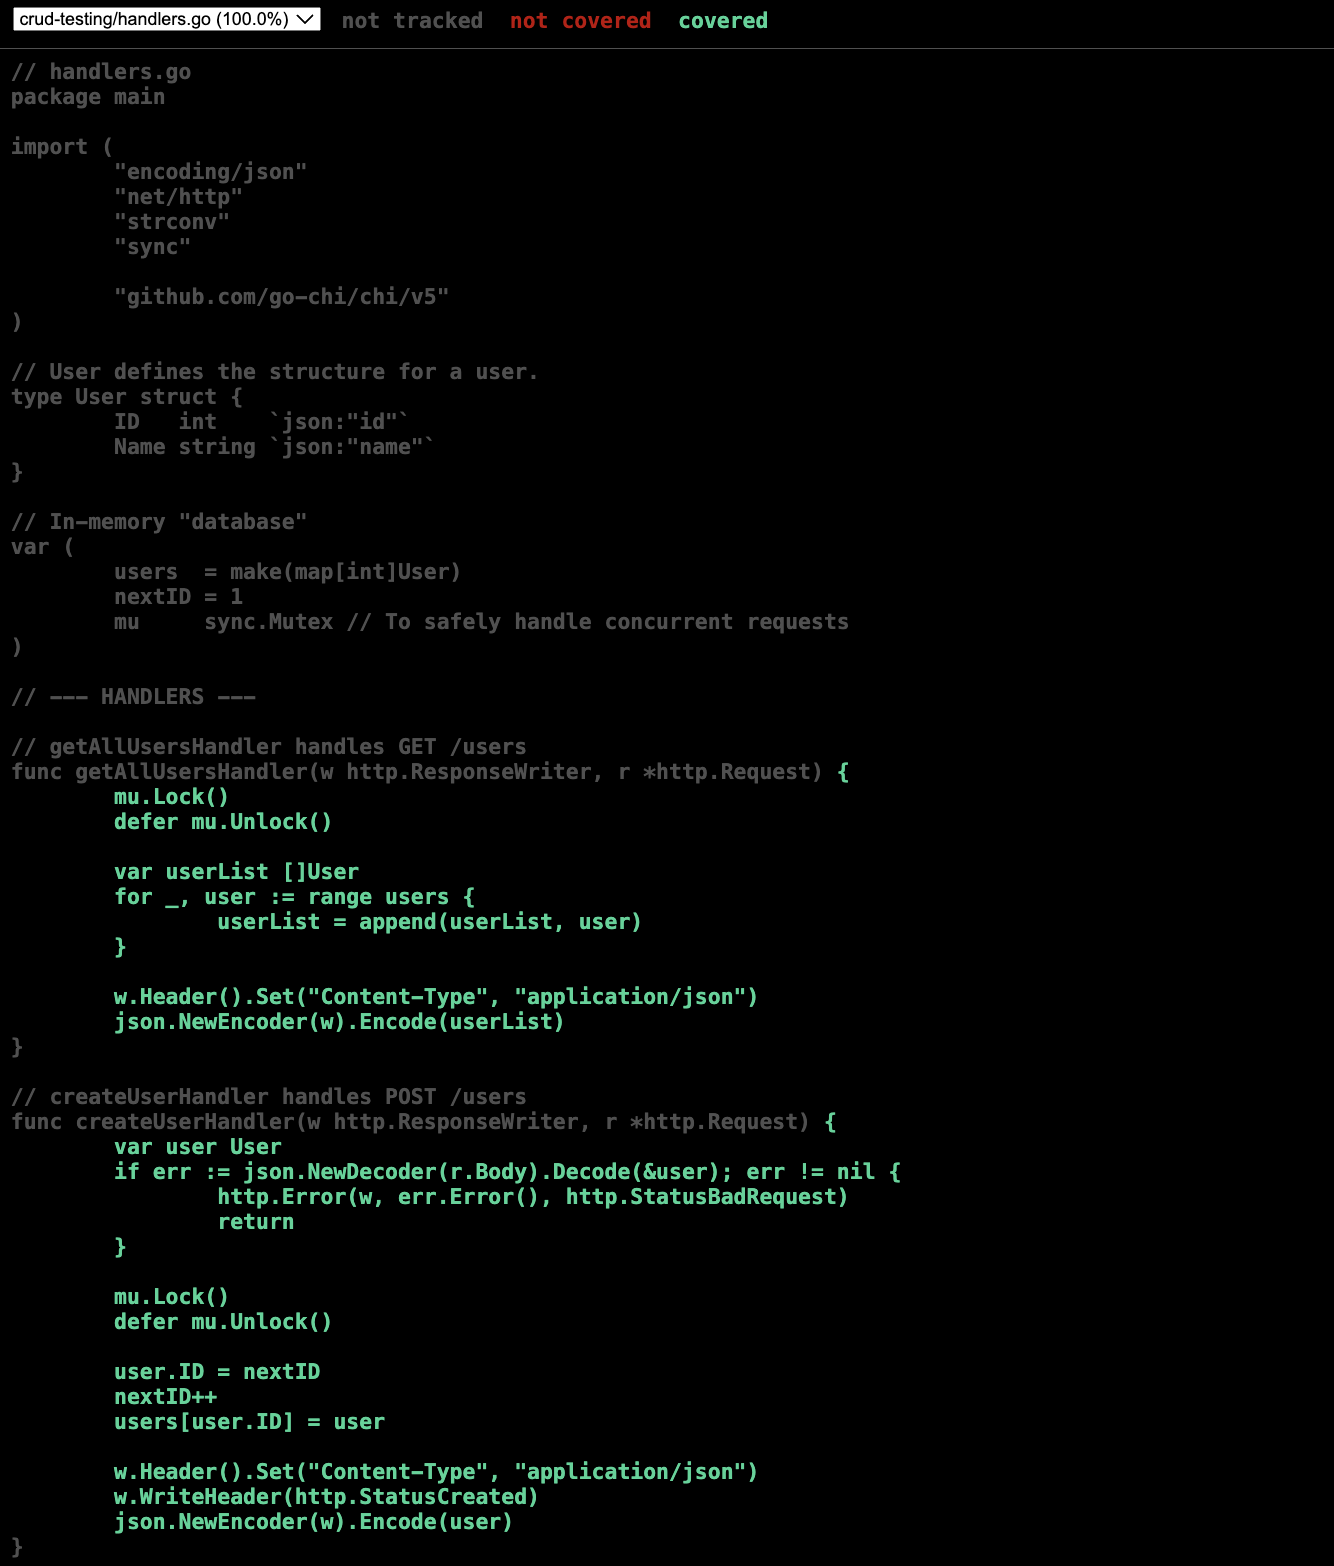 crud-testing/handlers.go (100.0%) not tracked not covered covered
// handlers.go
package main
import (
"encoding/json"
"net/http"
"strconv"
"sync"
"github.com/go-chi/chi/v5"
)
// User defines the structure for a user.
type User struct {
ID   int    `json:"id"`
Name string `json:"name"`
}
// In-memory "database"
var (
users  = make(map[int]User)
nextID = 1
mu     sync.Mutex // To safely handle concurrent requests
)
// --- HANDLERS ---
// getAllUsersHandler handles GET /users
func getAllUsersHandler(w http.ResponseWriter, r *http.Request) {
mu.Lock()
defer mu.Unlock()
var userList []User
for _, user := range users {
userList = append(userList, user)
}
w.Header().Set("Content-Type", "application/json")
json.NewEncoder(w).Encode(userList)
}
// createUserHandler handles POST /users
func createUserHandler(w http.ResponseWriter, r *http.Request) {
var user User
if err := json.NewDecoder(r.Body).Decode(&user); err != nil {
http.Error(w, err.Error(), http.StatusBadRequest)
return
}
mu.Lock()
defer mu.Unlock()
user.ID = nextID
nextID++
users[user.ID] = user
w.Header().Set("Content-Type", "application/json")
w.WriteHeader(http.StatusCreated)
json.NewEncoder(w).Encode(user)
}